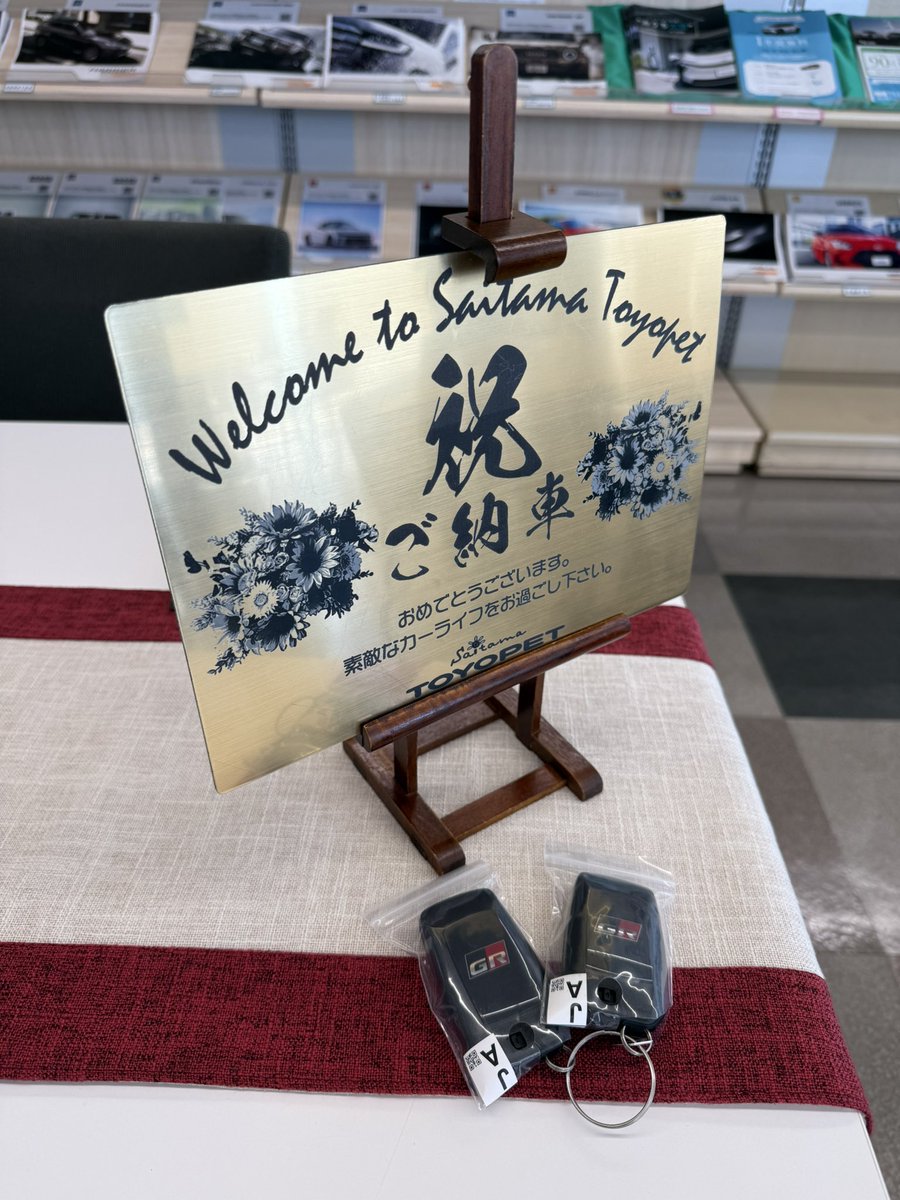 Welcome to Saitama Toyopet
祝
ご納車
おめでとうございます。
素敵なカーライフをお過ごし下さい。
Saitama
TOYOPET
GR
GR
JA
JA